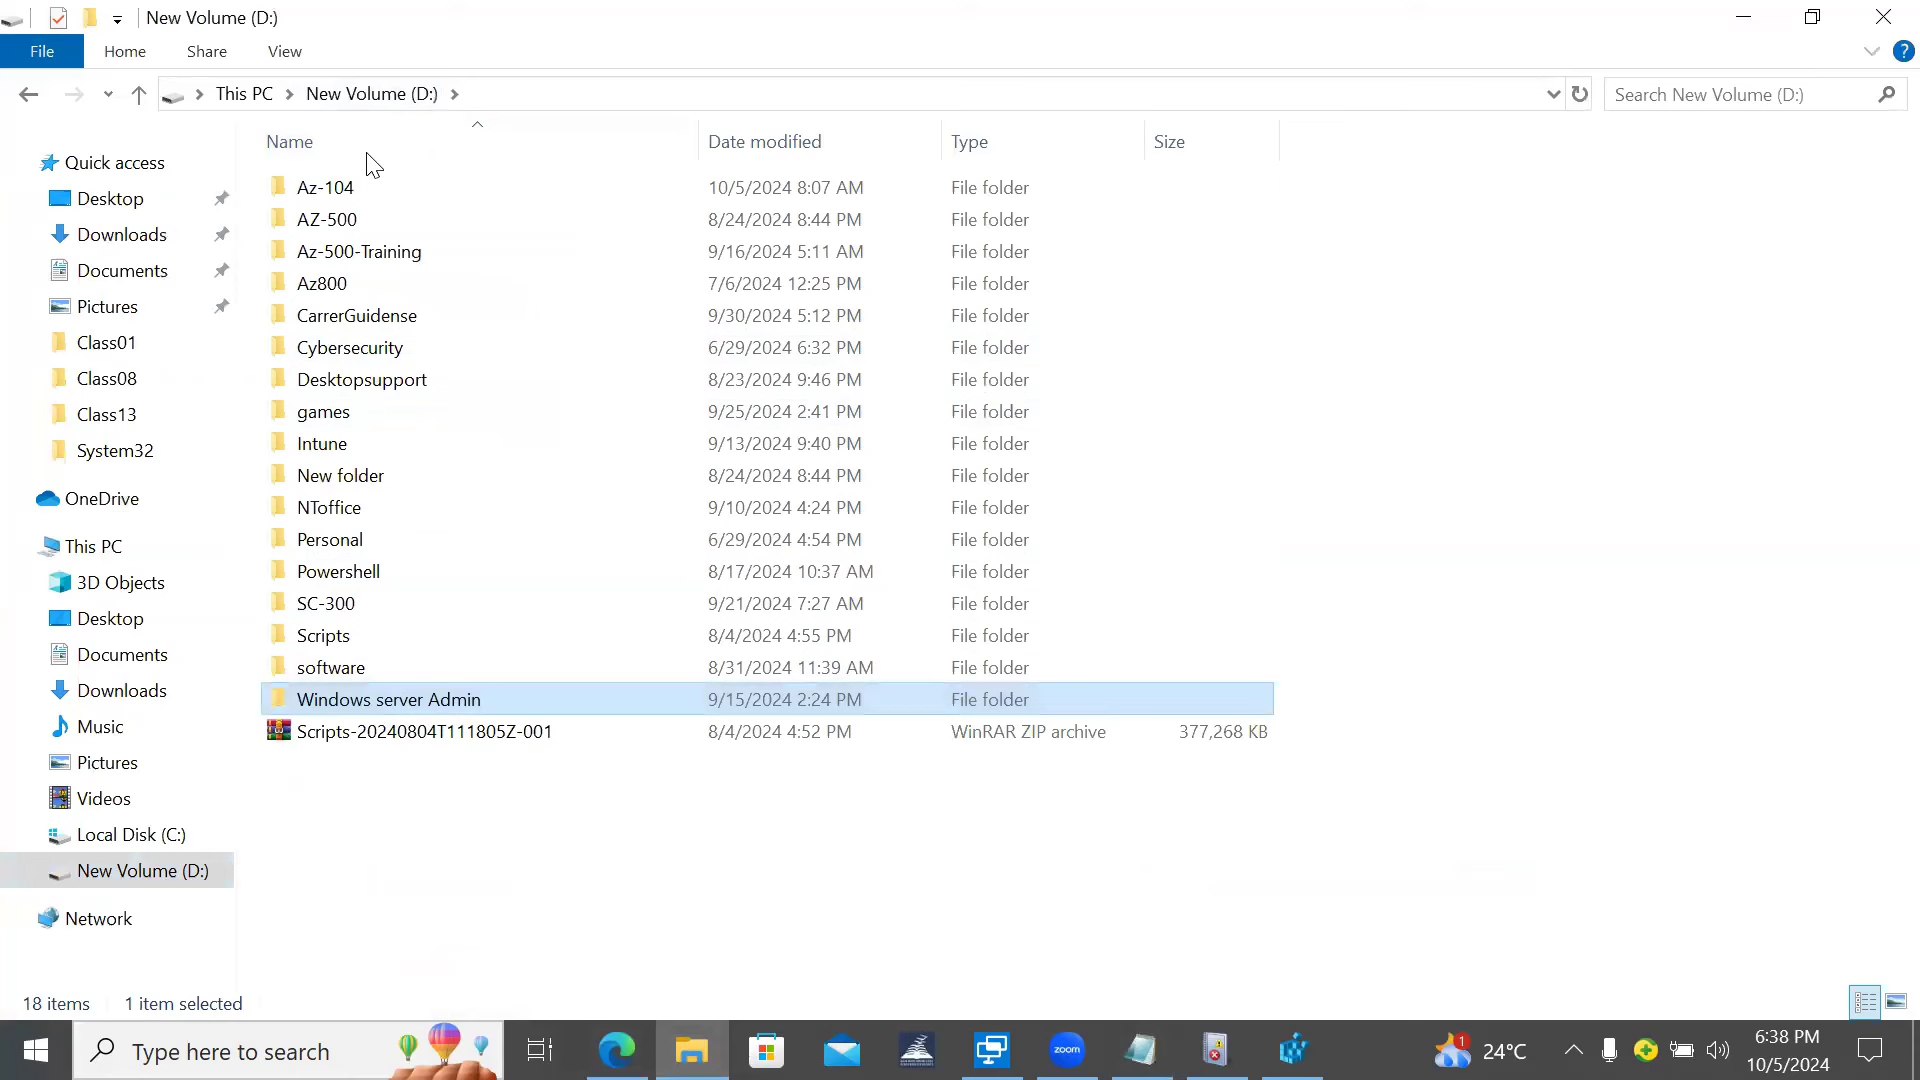 New Volume (D:)
File Home Share View
This PC New Volume (D:) Search New Volume (D:)
Name Date modified Type Size
Quick access
Desktop
Downloads
Documents
Pictures
Class01
Class08
Class13
System32
OneDrive
This PC
3D Objects
Desktop
Documents
Downloads
Music
Pictures
Videos
Local Disk (C:)
New Volume (D:)
Network
Az-104 10/5/2024 8:07 AM File folder
AZ-500 8/24/2024 8:44 PM File folder
Az-500-Training 9/16/2024 5:11 AM File folder
Az800 7/6/2024 12:25 PM File folder
CarrerGuidense 9/30/2024 5:12 PM File folder
Cybersecurity 6/29/2024 6:32 PM File folder
Desktopsupport 8/23/2024 9:46 PM File folder
games 9/25/2024 2:41 PM File folder
Intune 9/13/2024 9:40 PM File folder
New folder 8/24/2024 8:44 PM File folder
NToffice 9/10/2024 4:24 PM File folder
Personal 6/29/2024 4:54 PM File folder
Powershell 8/17/2024 10:37 AM File folder
SC-300 9/21/2024 7:27 AM File folder
Scripts 8/4/2024 4:55 PM File folder
software 8/31/2024 11:39 AM File folder
Windows server Admin 9/15/2024 2:24 PM File folder
Scripts-20240804T111805Z-001 8/4/2024 4:52 PM WinRAR ZIP archive 377,268 KB
18 items 1 item selected
Type here to search zoom 1 24°C 6:38 PM
10/5/2024